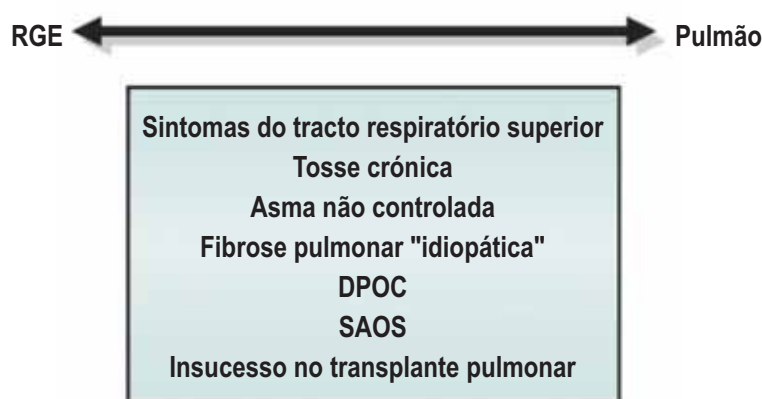 RGE Pulmão
Sintomas do tracto respiratório superior
Tosse crónica
Asma não controlada
Fibrose pulmonar "idiopática"
DPOC
SAOS
Insucesso no transplante pulmonar